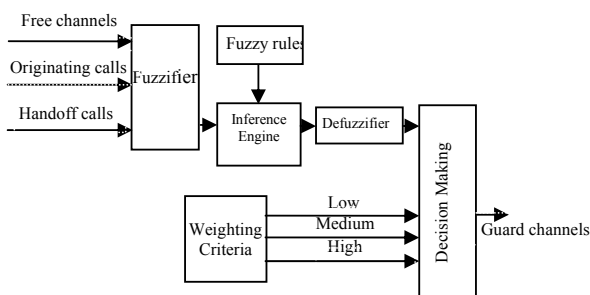 Free channels
Originating calls
Handoff calls
Fuzzifier
Fuzzy rules
Inference
Engine
Defuzzifier
Decision Making
Weighting
Criteria
Low
Medium
High
Guard channels